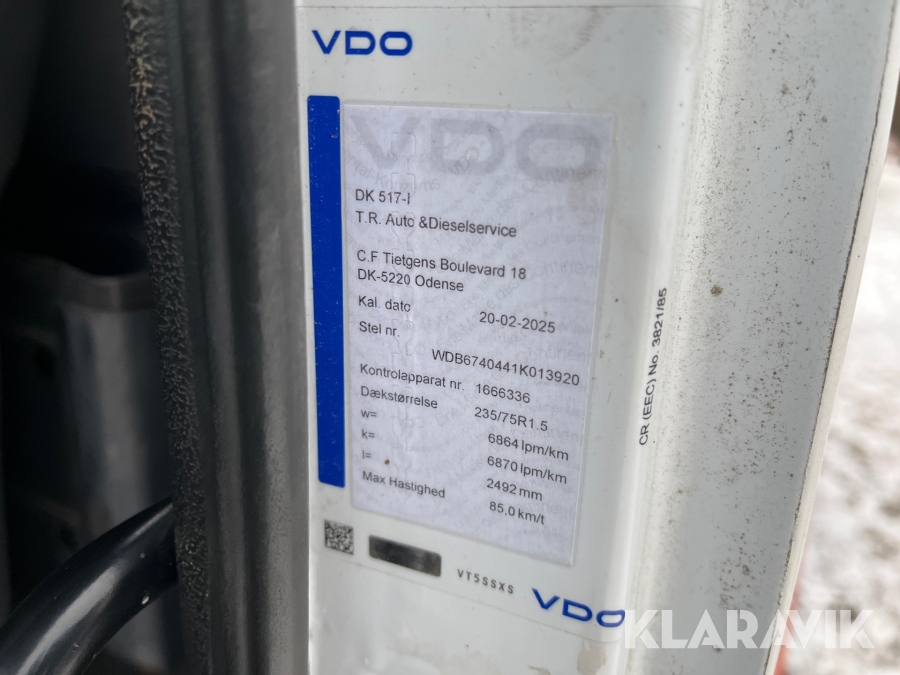 VDO
VDO
DK 517-I
T.R. Auto &Dieselservice
C.F Tietgens Boulevard 18
DK-5220 Odense
Kal. dato 20-02-2025
Stel nr. WDB6740441K013920
Kontrolapparat nr. 1666336
Dækstørrelse 235/75R1.5
w= 6864 lpm/km
k= 6870 lpm/km
l= 2492 mm
Max Hastighed 85,0 km/t
CR (EEC) No. 3821/85
VT5SSXS
VDO
KLARAVIK